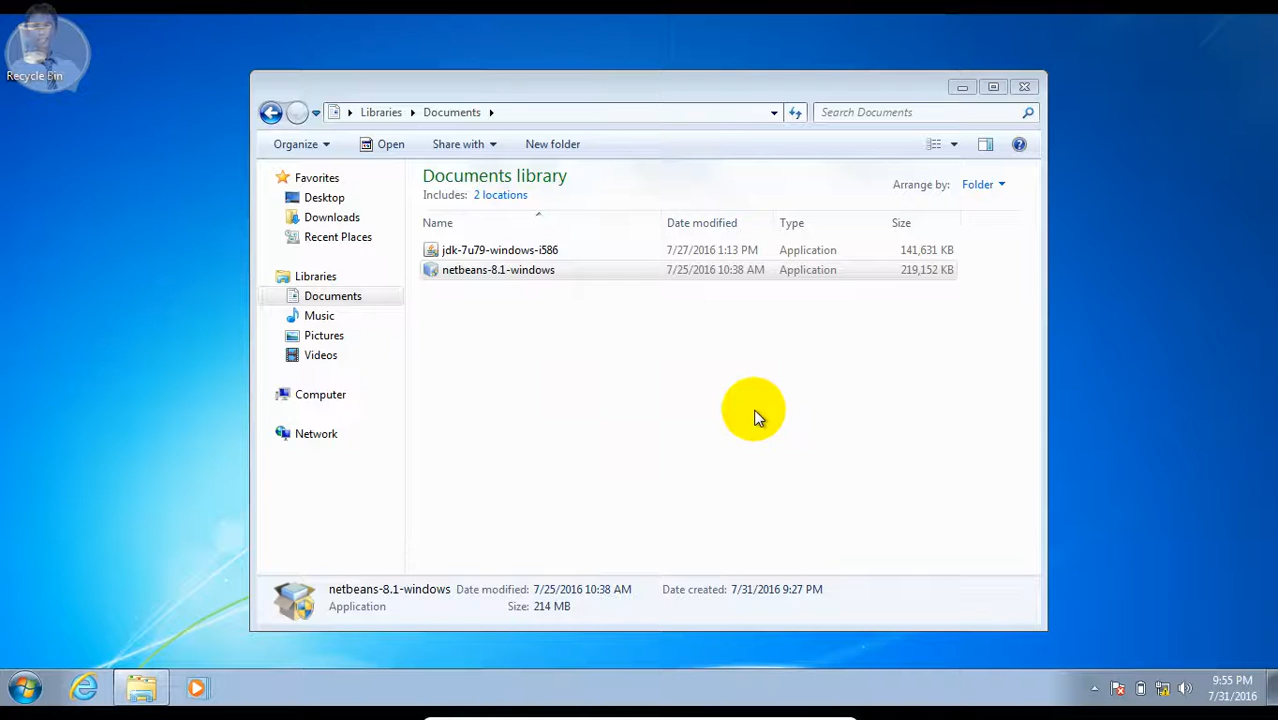 Recycle Bin
Libraries Documents Search Documents
Organize Open Share with New folder
Favorites
Desktop
Downloads
Recent Places
Libraries
Documents
Music
Pictures
Videos
Computer
Network
Documents library
Includes: 2 locations
Arrange by: Folder
Name Date modified Type Size
jdk-7u79-windows-i586 7/27/2016 1:13 PM Application 141,631 KB
netbeans-8.1-windows 7/25/2016 10:38 AM Application 219,152 KB
netbeans-8.1-windows Date modified: 7/25/2016 10:38 AM Date created: 7/31/2016 9:27 PM
Application Size: 214 MB
9:55 PM
7/31/2016